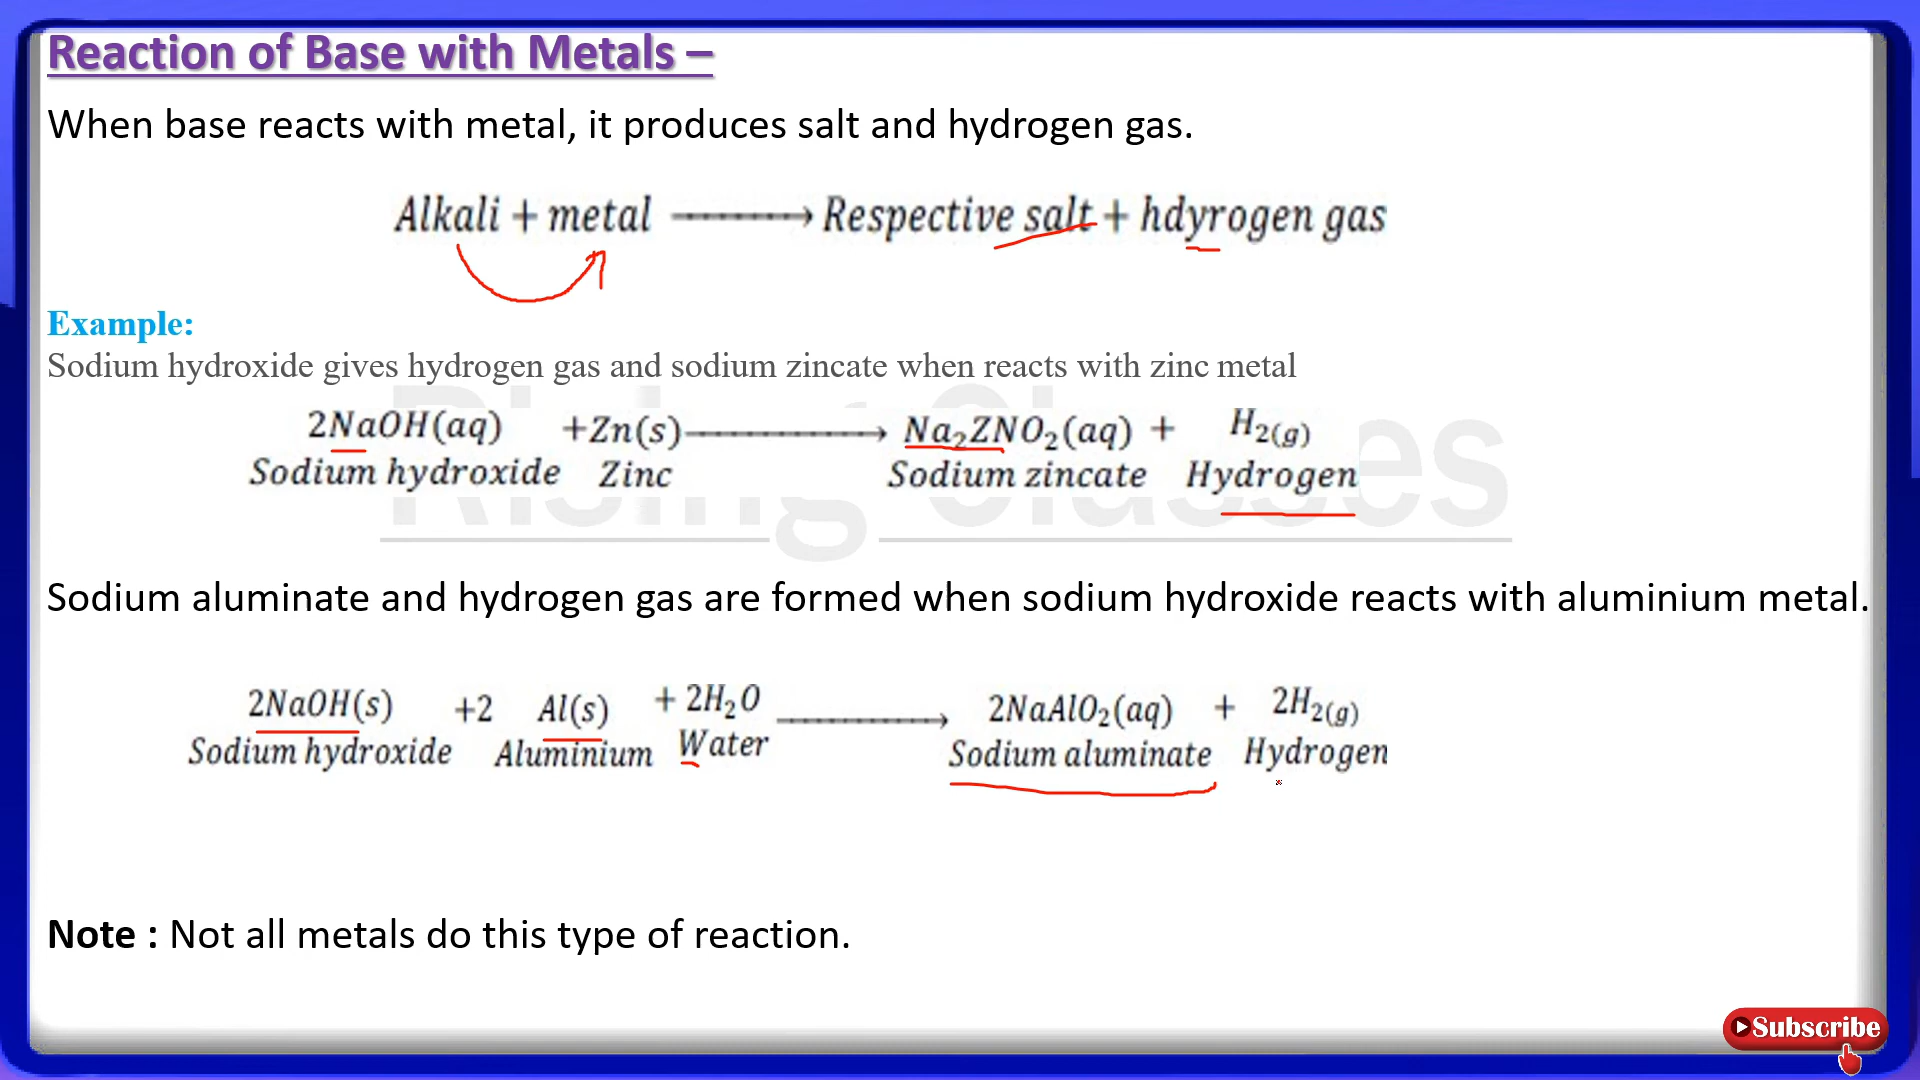 Reaction of Base with Metals –
When base reacts with metal, it produces salt and hydrogen gas.
Alkali + metal ⟶ Respective salt + hdyrogen gas
Example:
Sodium hydroxide gives hydrogen gas and sodium zincate when reacts with zinc metal
2NaOH(aq) +Zn(s) ⟶ Na₂ZNO₂(aq) + H₂(g)
Sodium hydroxide Zinc Sodium zincate Hydrogen
Rising Classes
Sodium aluminate and hydrogen gas are formed when sodium hydroxide reacts with aluminium metal.
2NaOH(s) +2 Al(s) + 2H₂O ⟶ 2NaAlO₂(aq) + 2H₂(g)
Sodium hydroxide Aluminium Water Sodium aluminate Hydrogen
Note : Not all metals do this type of reaction.
Subscribe